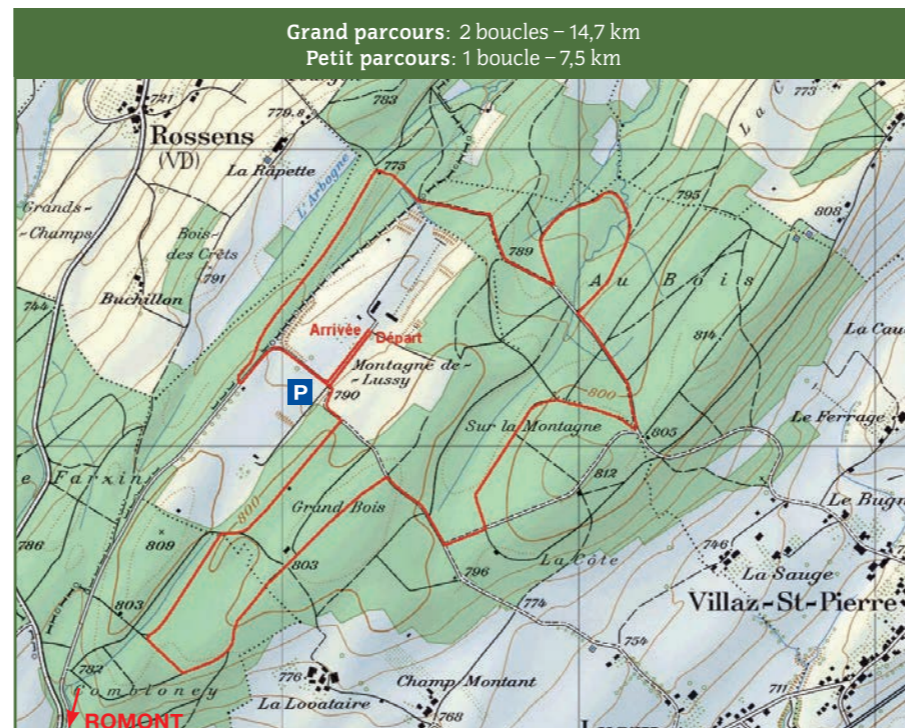 Grand parcours: 2 boucles – 14,7 km
Petit parcours: 1 boucle – 7,5 km
721
779.8
783
773
Rossens
(VD)
La Rapette
L'Arbogne
775
795
808
Grands-
Champs
Bois-
des Crêts
791
789
Au Bois
744
Buchillon
814
La Cau
Arrivée
Départ
Montagne de-
-Lussy
P
790
800
Le Ferrage
Sur la Montagne
805
e Farxin
812
800
Grand Bois
Le Bugn
786
809
746
803
La Côte
La Sauge
796
Villaz-St-Pierre
803
774
754
782
Combloney
776
Champ Montant
711
La Lovataire
768
ROMONT